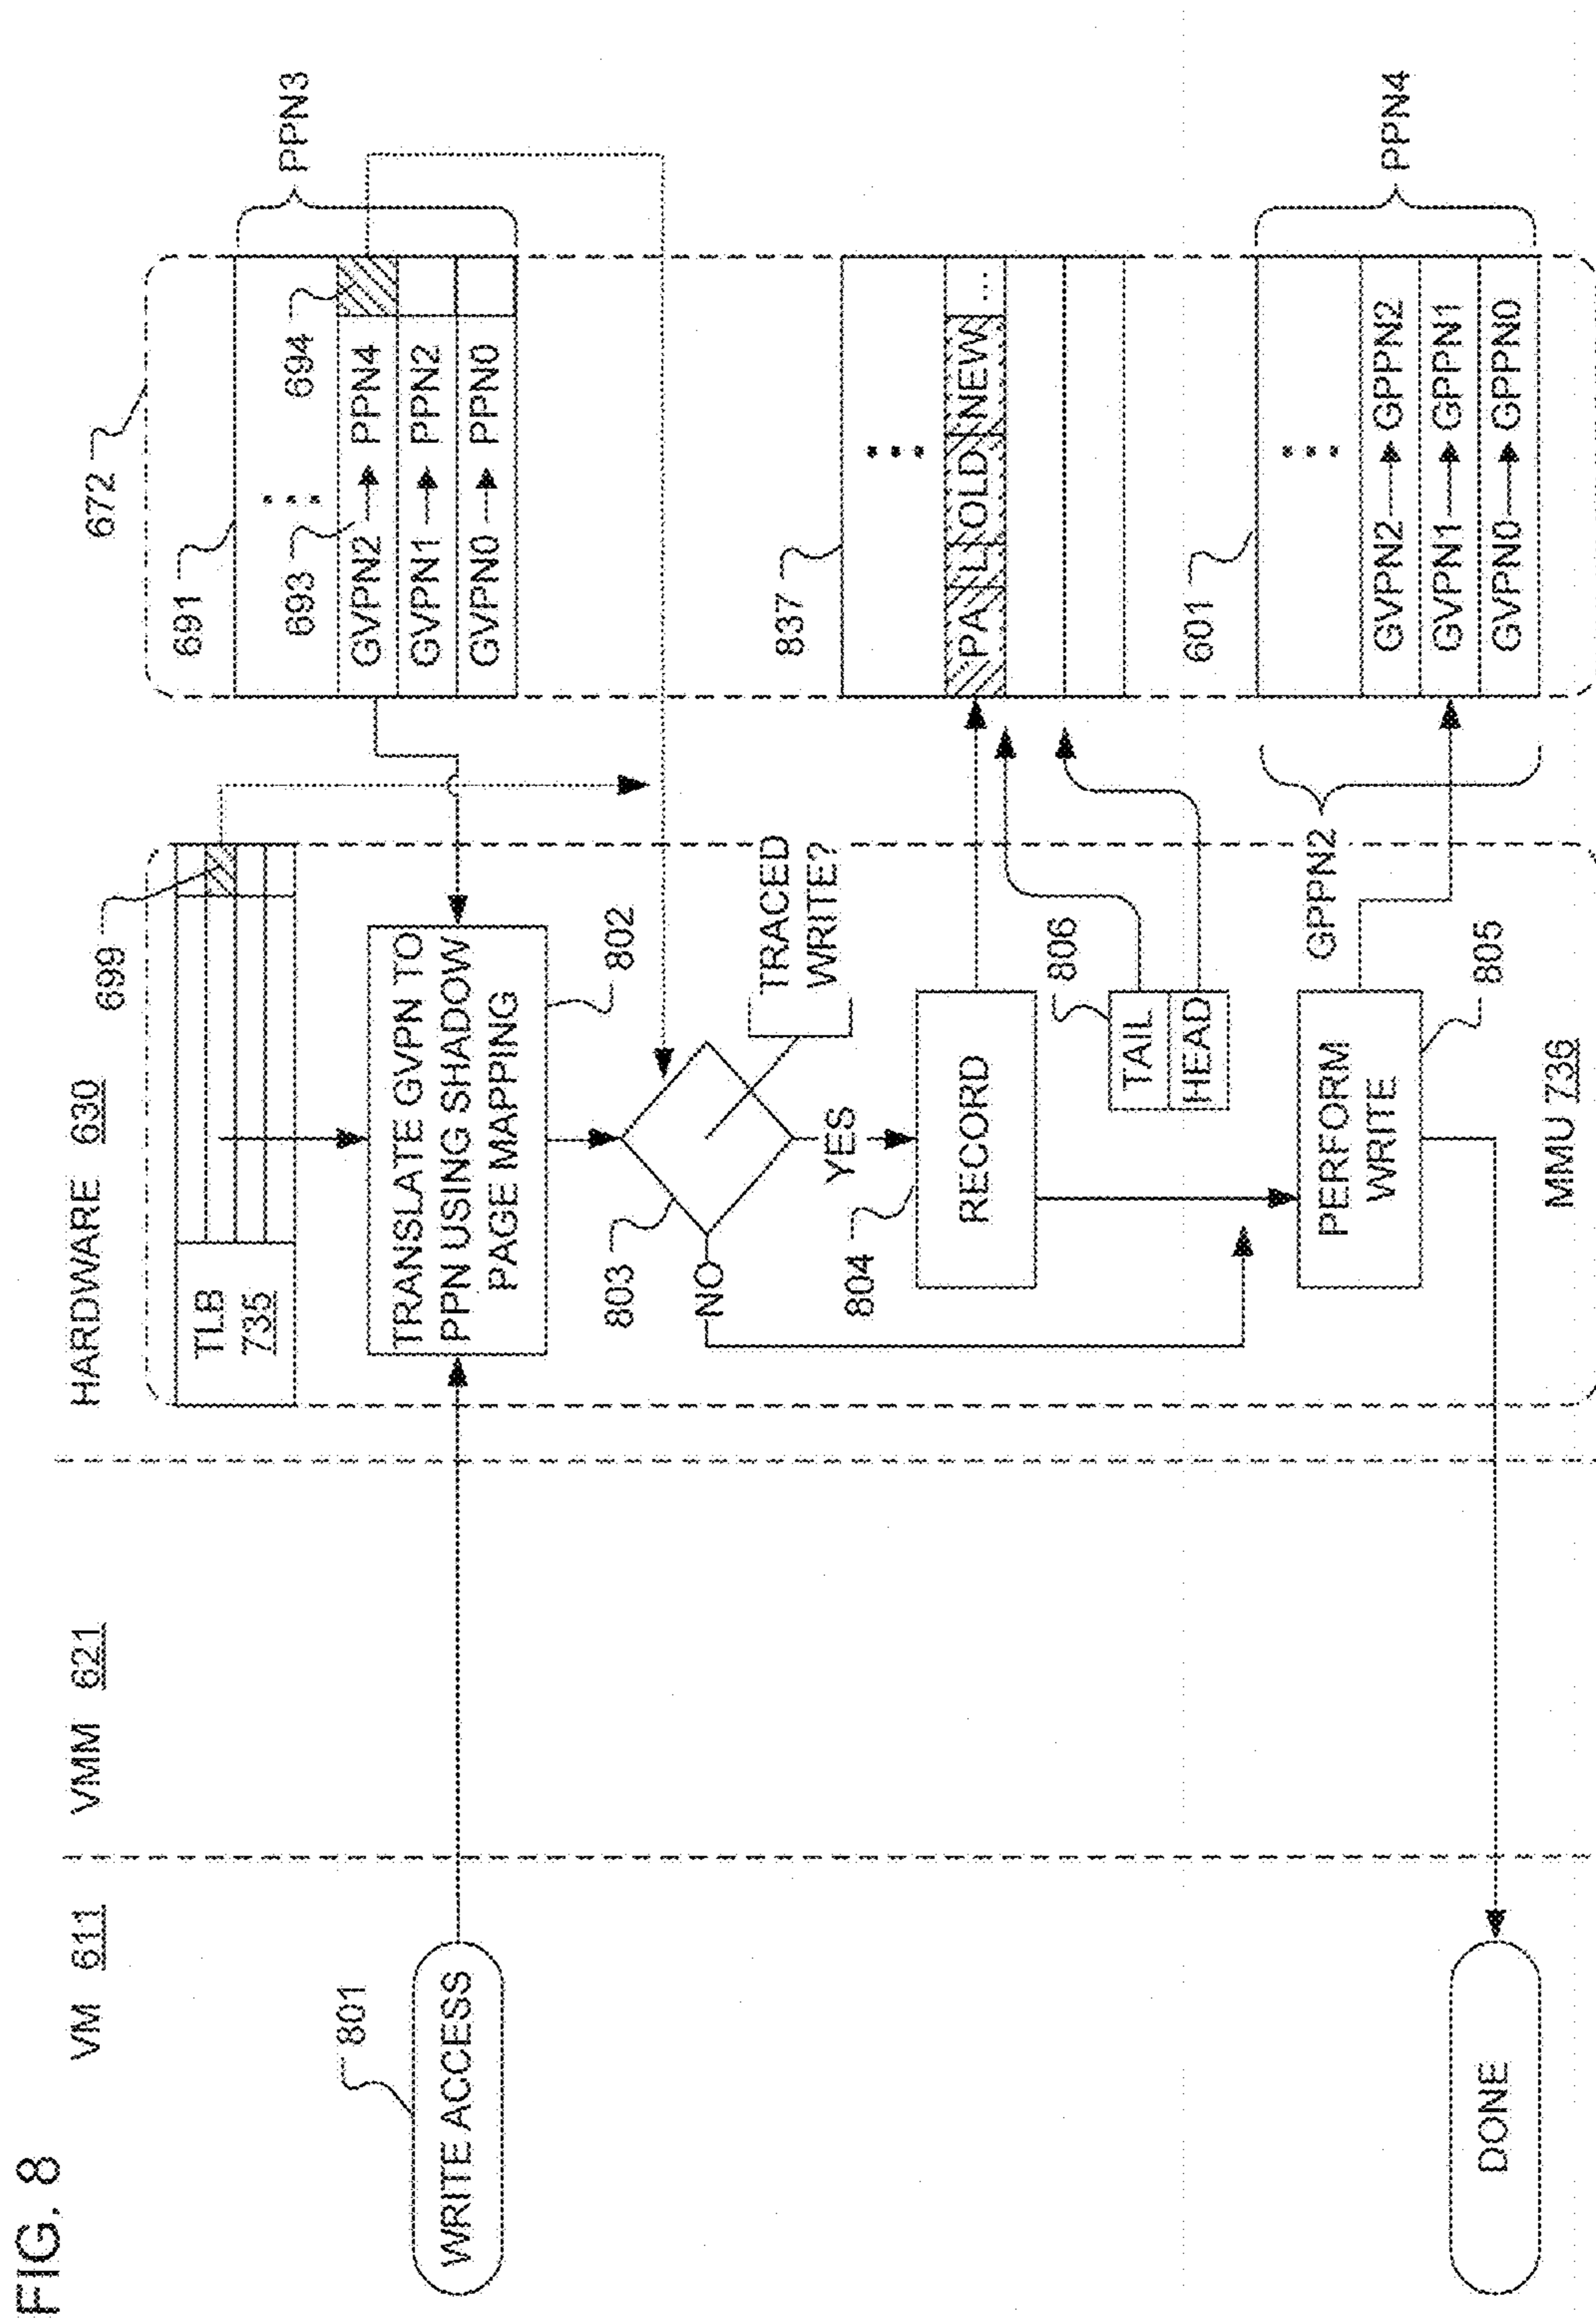 FIG. 8
VM 611
VMM 621
HARDWARE 630
672
801
WRITE ACCESS
699
TLB
735
TRANSLATE GVPN TO
PPN USING SHADOW
PAGE MAPPING
802
691
693
694
⋮
GVPN2 → PPN4
GVPN1 → PPN2
GVPN0 → PPN0
PPN3
803
TRACED
WRITE?
NO
YES
804
RECORD
806
TAIL
HEAD
837
⋮
PA L OLD NEW ...
601
⋮
GVPN2 → GPPN2
GVPN1 → GPPN1
GVPN0 → GPPN0
GPPN2
PPN4
PERFORM
WRITE
805
MMU 736
DONE